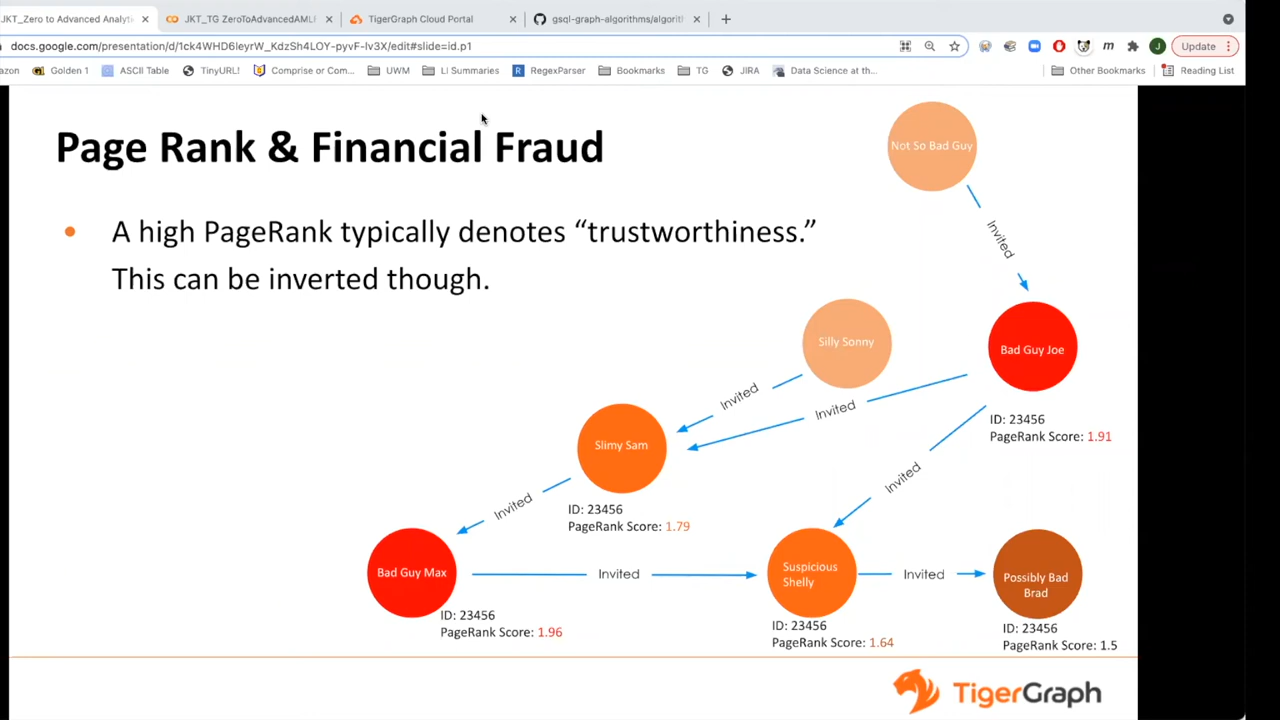 JKT_Zero to Advanced Analyti
JKT_TG ZeroToAdvancedAMLF
TigerGraph Cloud Portal
gsql-graph-algorithms/algorith
docs.google.com/presentation/d/1ck4WHD6leyrW_KdzSh4LOY-pyvF-lv3X/edit#slide=id.p1
Update
azon
Golden 1
ASCII Table
TinyURL!
Comprise or Com...
UWM
LI Summaries
RegexParser
Bookmarks
TG
JIRA
Data Science at th...
Other Bookmarks
Reading List
Page Rank & Financial Fraud
• A high PageRank typically denotes “trustworthiness.”
This can be inverted though.
Not So Bad Guy
Invited
Silly Sonny
Bad Guy Joe
Invited
Invited
ID: 23456
PageRank Score: 1.91
Slimy Sam
Invited
Invited
ID: 23456
PageRank Score: 1.79
Bad Guy Max
Invited
Suspicious
Shelly
Invited
Possibly Bad
Brad
ID: 23456
PageRank Score: 1.96
ID: 23456
PageRank Score: 1.64
ID: 23456
PageRank Score: 1.5
TigerGraph